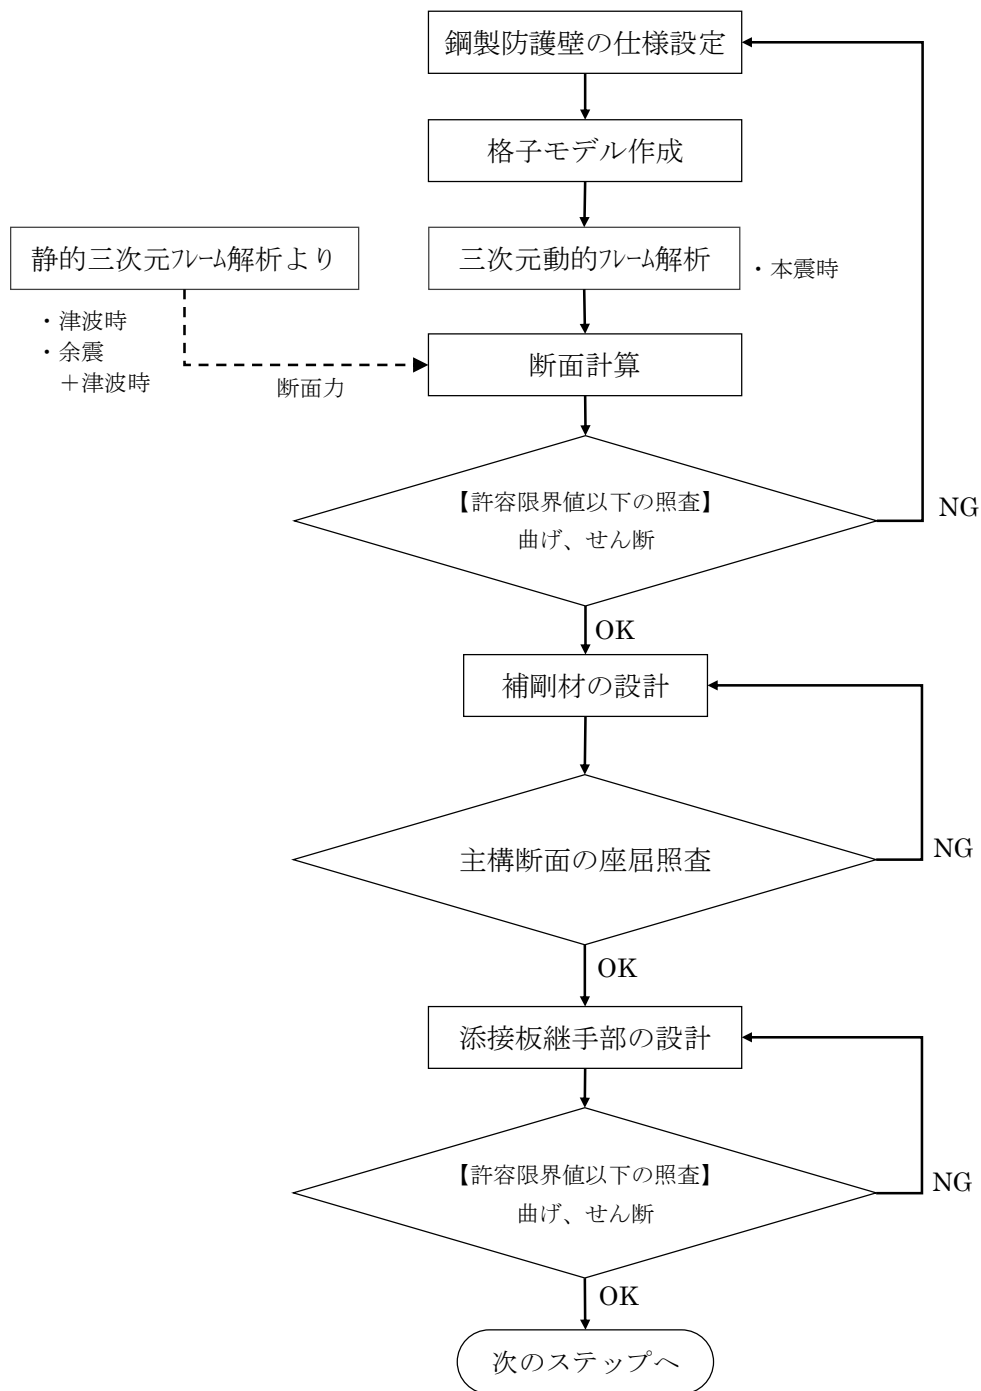 鋼製防護壁の仕様設定
格子モデル作成
静的三次元フレーム解析より
三次元動的フレーム解析
・本震時
・津波時
・余震
＋津波時
断面力
断面計算
【許容限界値以下の照査】
曲げ、せん断
NG
OK
補剛材の設計
主構断面の座屈照査
NG
OK
添接板継手部の設計
【許容限界値以下の照査】
曲げ、せん断
NG
OK
次のステップへ